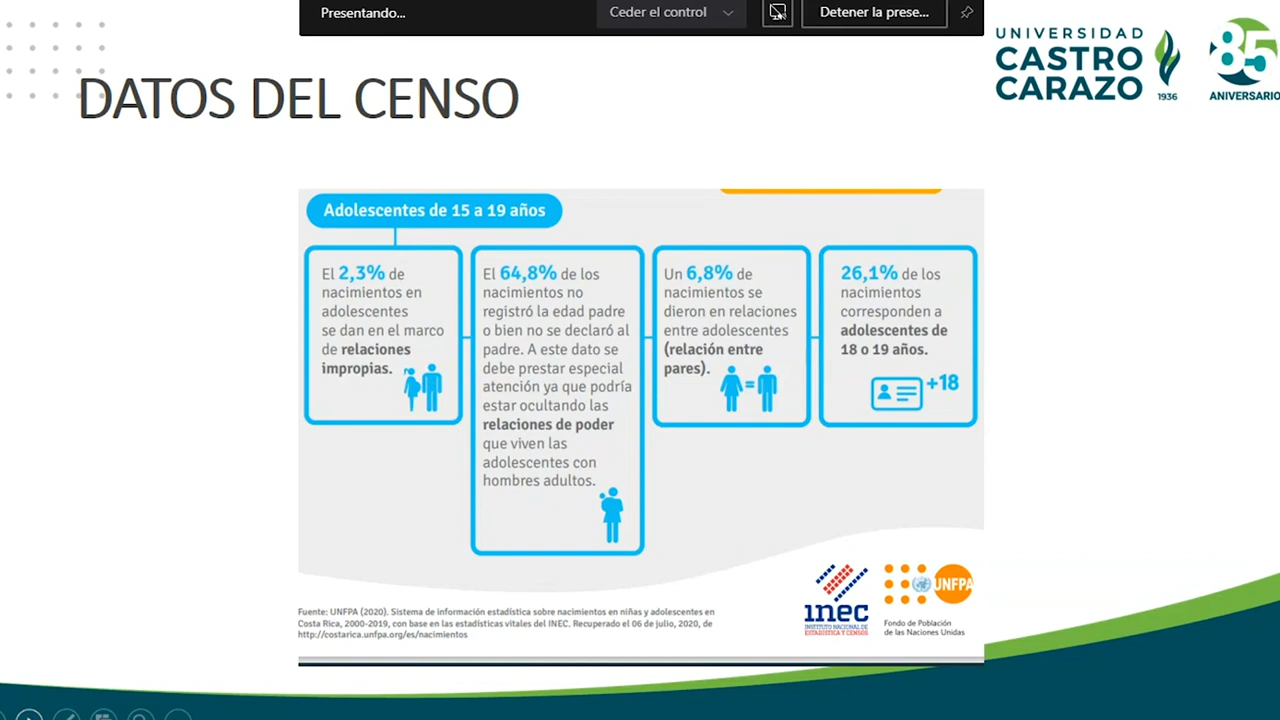 Presentando...
Ceder el control
Detener la prese...
UNIVERSIDAD
CASTRO
CARAZO
1936
85
ANIVERSARIO
DATOS DEL CENSO
Adolescentes de 15 a 19 años
El 2,3% de
nacimientos en
adolescentes
se dan en el marco
de relaciones
impropias.
El 64,8% de los
nacimientos no
registró la edad padre
o bien no se declaró al
padre. A este dato se
debe prestar especial
atención ya que podría
estar ocultando las
relaciones de poder
que viven las
adolescentes con
hombres adultos.
Un 6,8% de
nacimientos se
dieron en relaciones
entre adolescentes
(relación entre
pares).
=
26,1% de los
nacimientos
corresponden a
adolescentes de
18 o 19 años.
+18
Fuente: UNFPA (2020). Sistema de información estadística sobre nacimientos en niñas y adolescentes en
Costa Rica, 2000-2019, con base en las estadísticas vitales del INEC. Recuperado el 06 de julio, 2020, de
http://costarica.unfpa.org/es/nacimientos
inec
INSTITUTO NACIONAL DE
ESTADÍSTICA Y CENSOS
UNFPA
Fondo de Población
de las Naciones Unidas